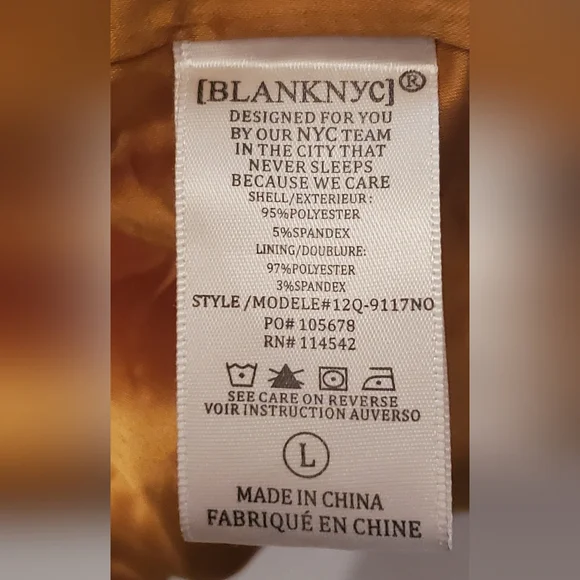 [BLANKNYC]®
DESIGNED FOR YOU
BY OUR NYC TEAM
IN THE CITY THAT
NEVER SLEEPS
BECAUSE WE CARE
SHELL/EXTERIEUR:
95%POLYESTER
5%SPANDEX
LINING/DOUBLURE:
97%POLYESTER
3%SPANDEX
STYLE/MODELE#12Q-9117NO
PO# 105678
RN# 114542
SEE CARE ON REVERSE
VOIR INSTRUCTION AUVERSO
L
MADE IN CHINA
FABRIQUÉ EN CHINE